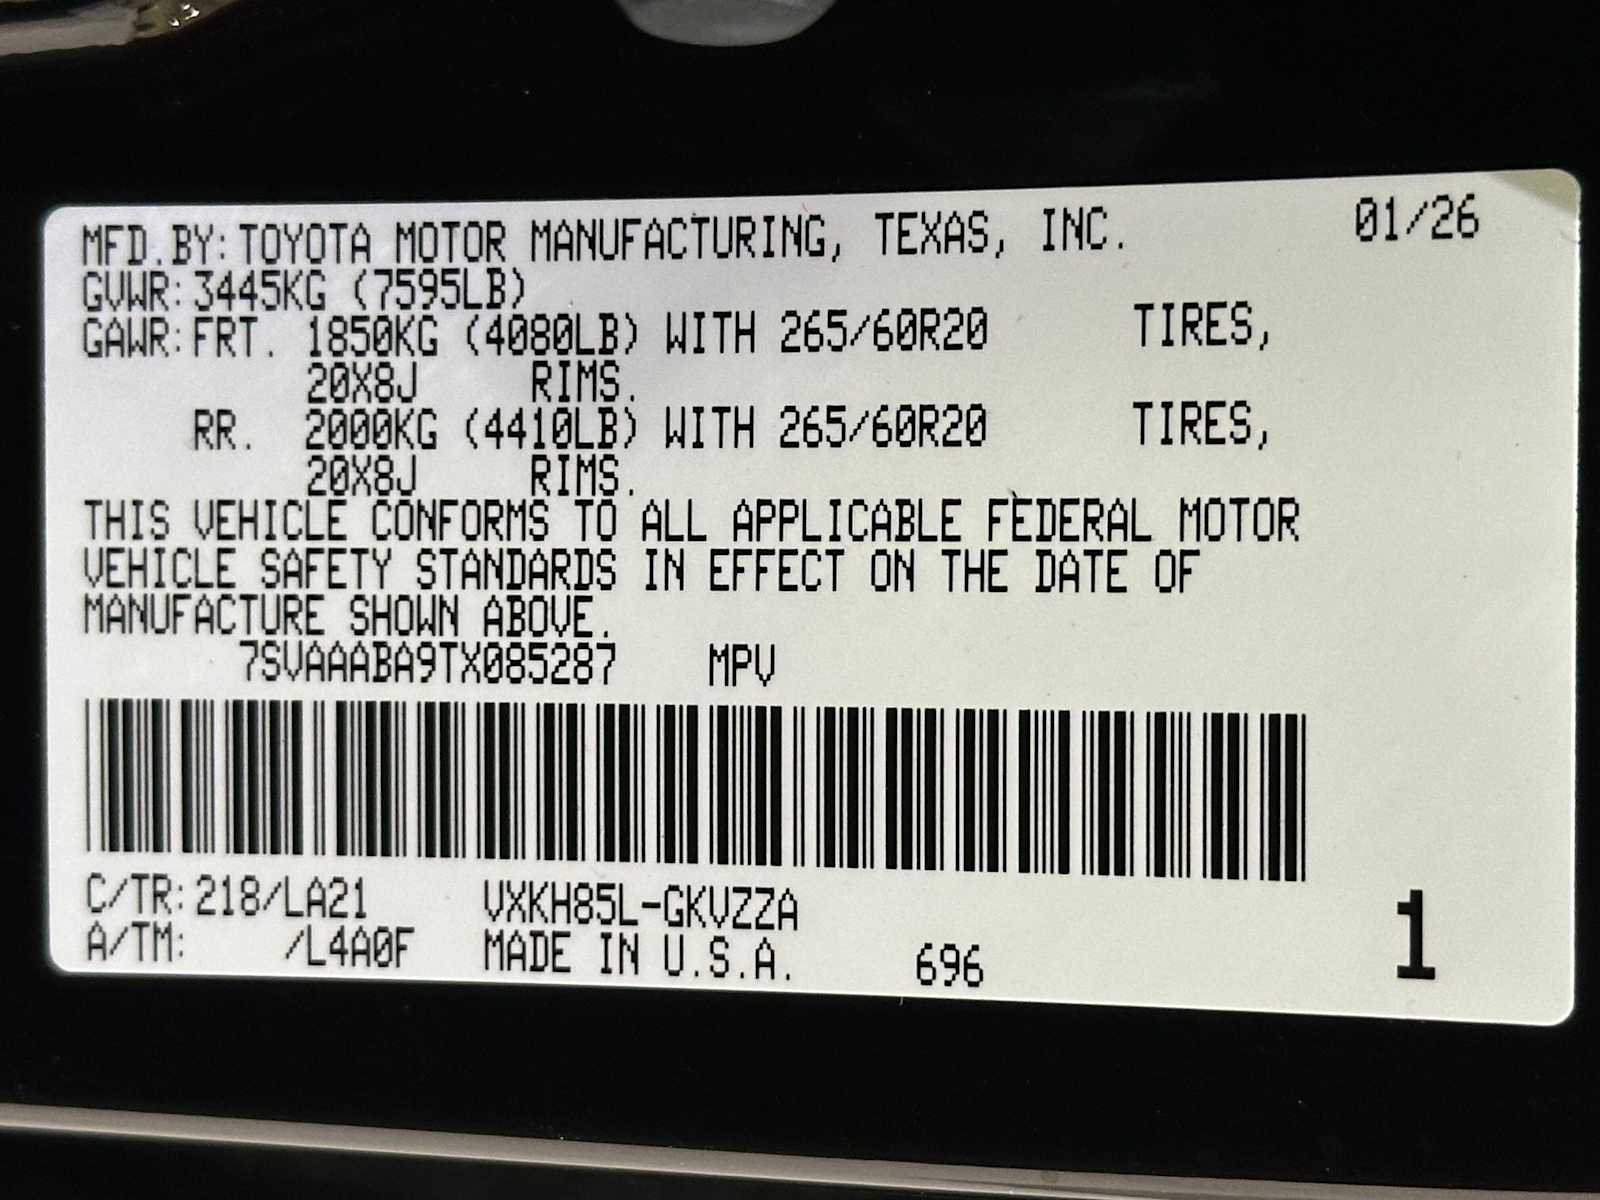 MFD.BY: TOYOTA MOTOR MANUFACTURING, TEXAS, INC. 01/26
GVWR: 3445KG (7595LB)
GAWR: FRT. 1850KG (4080LB) WITH 265/60R20 TIRES,
20X8J RIMS.
RR. 2000KG (4410LB) WITH 265/60R20 TIRES,
20X8J RIMS.
THIS VEHICLE CONFORMS TO ALL APPLICABLE FEDERAL MOTOR
VEHICLE SAFETY STANDARDS IN EFFECT ON THE DATE OF
MANUFACTURE SHOWN ABOVE.
7SVAAABA9TX085287 MPV
C/TR: 218/LA21 VXKH85L-GKVZZA
A/TM: /L4A0F MADE IN U.S.A. 696 1